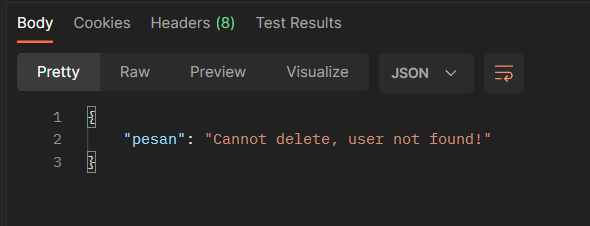 Body Cookies Headers (8) Test Results
Pretty Raw Preview Visualize JSON
1 {
2 "pesan": "Cannot delete, user not found!"
3 }